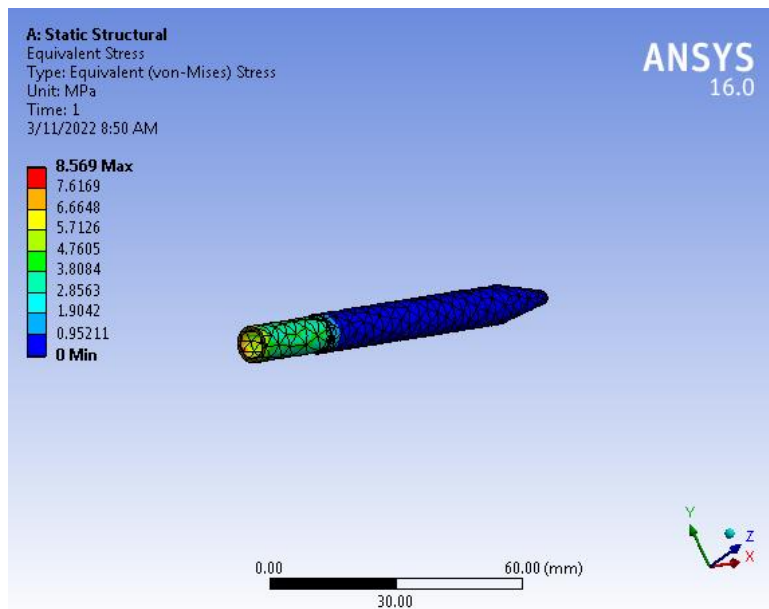 A: Static Structural
Equivalent Stress
Type: Equivalent (von-Mises) Stress
Unit: MPa
Time: 1
3/11/2022 8:50 AM
ANSYS
16.0
8.569 Max
7.6169
6.6648
5.7126
4.7605
3.8084
2.8563
1.9042
0.95211
0 Min
Y
Z
X
0.00
60.00 (mm)
30.00